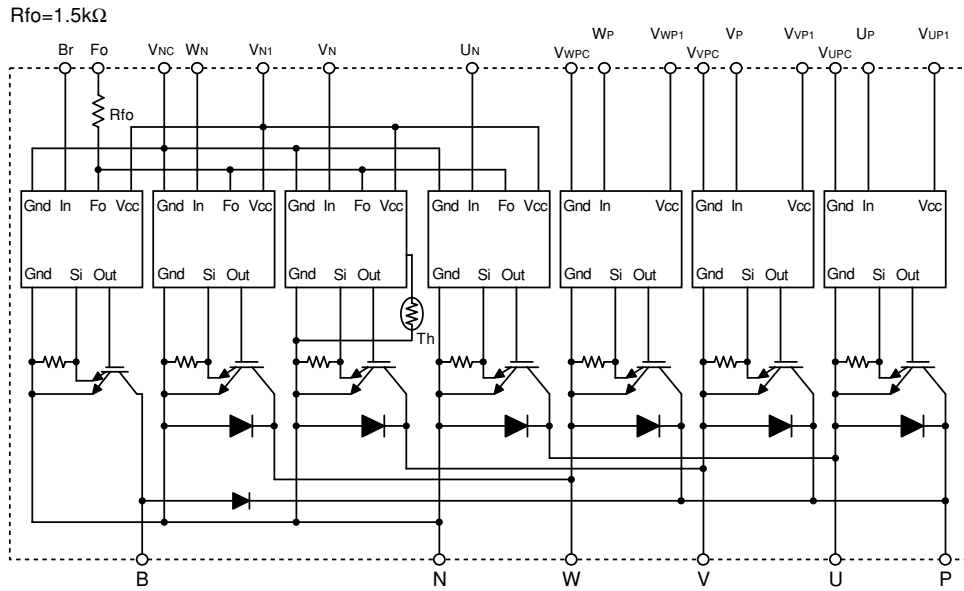 Rfo=1.5kΩ
Br Fo VNC WN VN1 VN UN VWPC WP VWP1 VVPC VP VVP1 VUPC UP VUP1
Rfo
Gnd In Fo Vcc Gnd In Fo Vcc Gnd In Fo Vcc Gnd In Fo Vcc Gnd In Vcc Gnd In Vcc Gnd In Vcc
Gnd Si Out Gnd Si Out Gnd Si Out Gnd Si Out Gnd Si Out Gnd Si Out Gnd Si Out
Th
B N W V U P